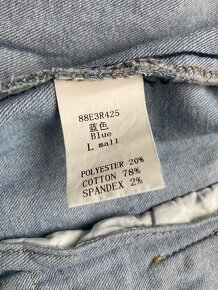 88E3R425
蓝色
Blue
L mall
POLYESTER 20%
COTTON 78%
SPANDEX 2%